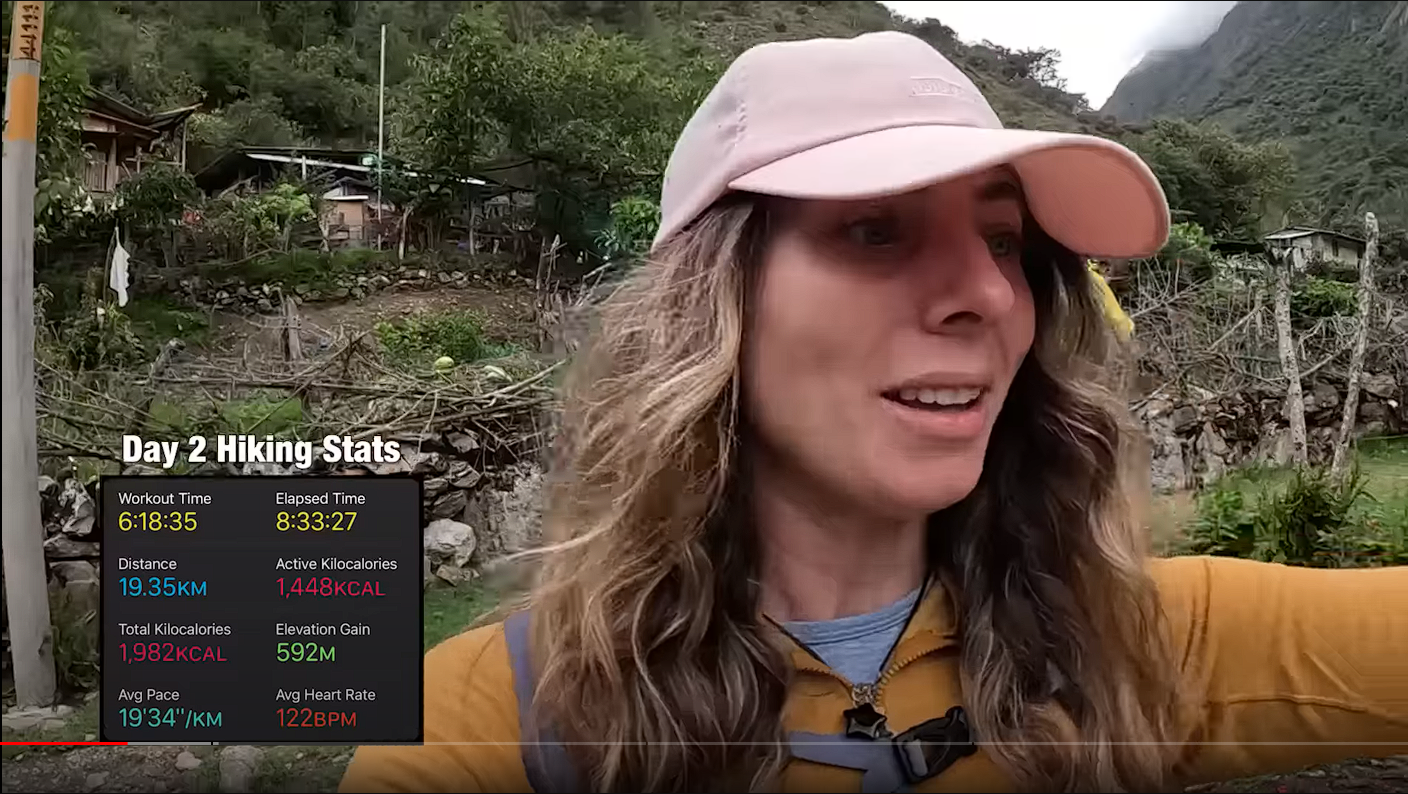 Day 2 Hiking Stats
Workout Time Elapsed Time
6:18:35 8:33:27
Distance Active Kilocalories
19.35KM 1,448KCAL
Total Kilocalories Elevation Gain
1,982KCAL 592M
Avg Pace Avg Heart Rate
19'34"/KM 122BPM